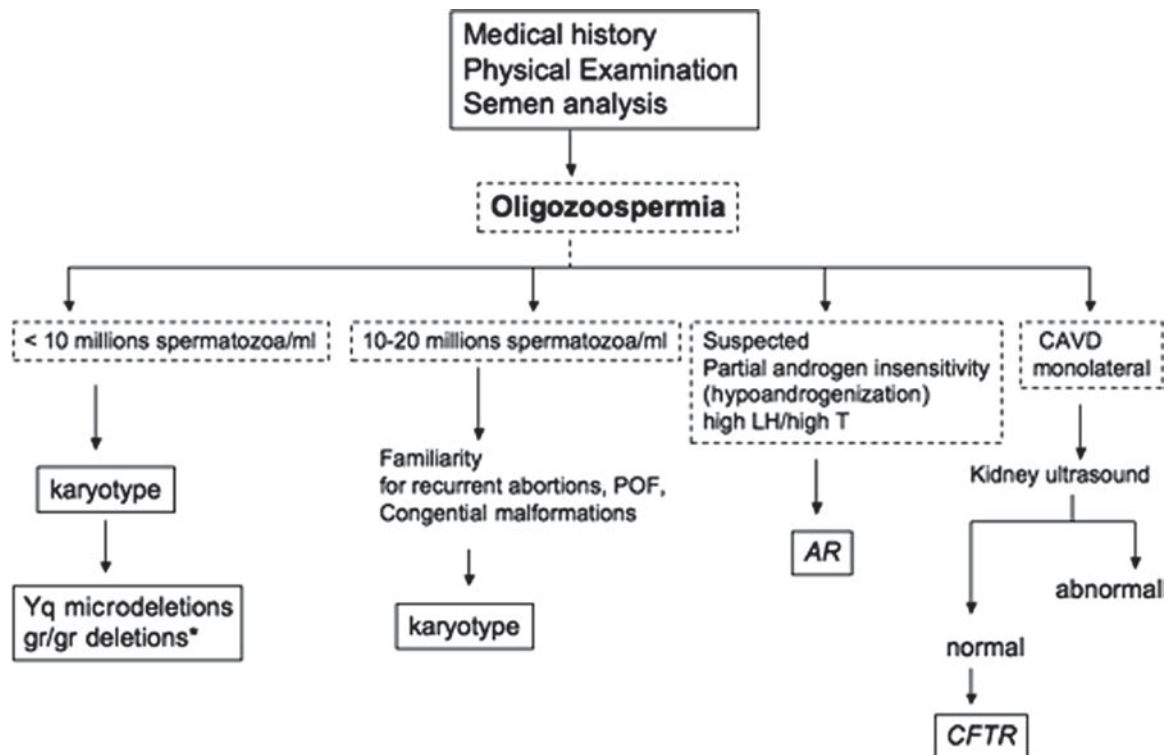 Medical history
Physical Examination
Semen analysis
Oligozoospermia
< 10 millions spermatozoa/ml
karyotype
Yq microdeletions
gr/gr deletions*
10-20 millions spermatozoa/ml
Familiarity
for recurrent abortions, POF,
Congential malformations
karyotype
Suspected
Partial androgen insensitivity
(hypoandrogenization)
high LH/high T
AR
CAVD
monolateral
Kidney ultrasound
abnormal
normal
CFTR